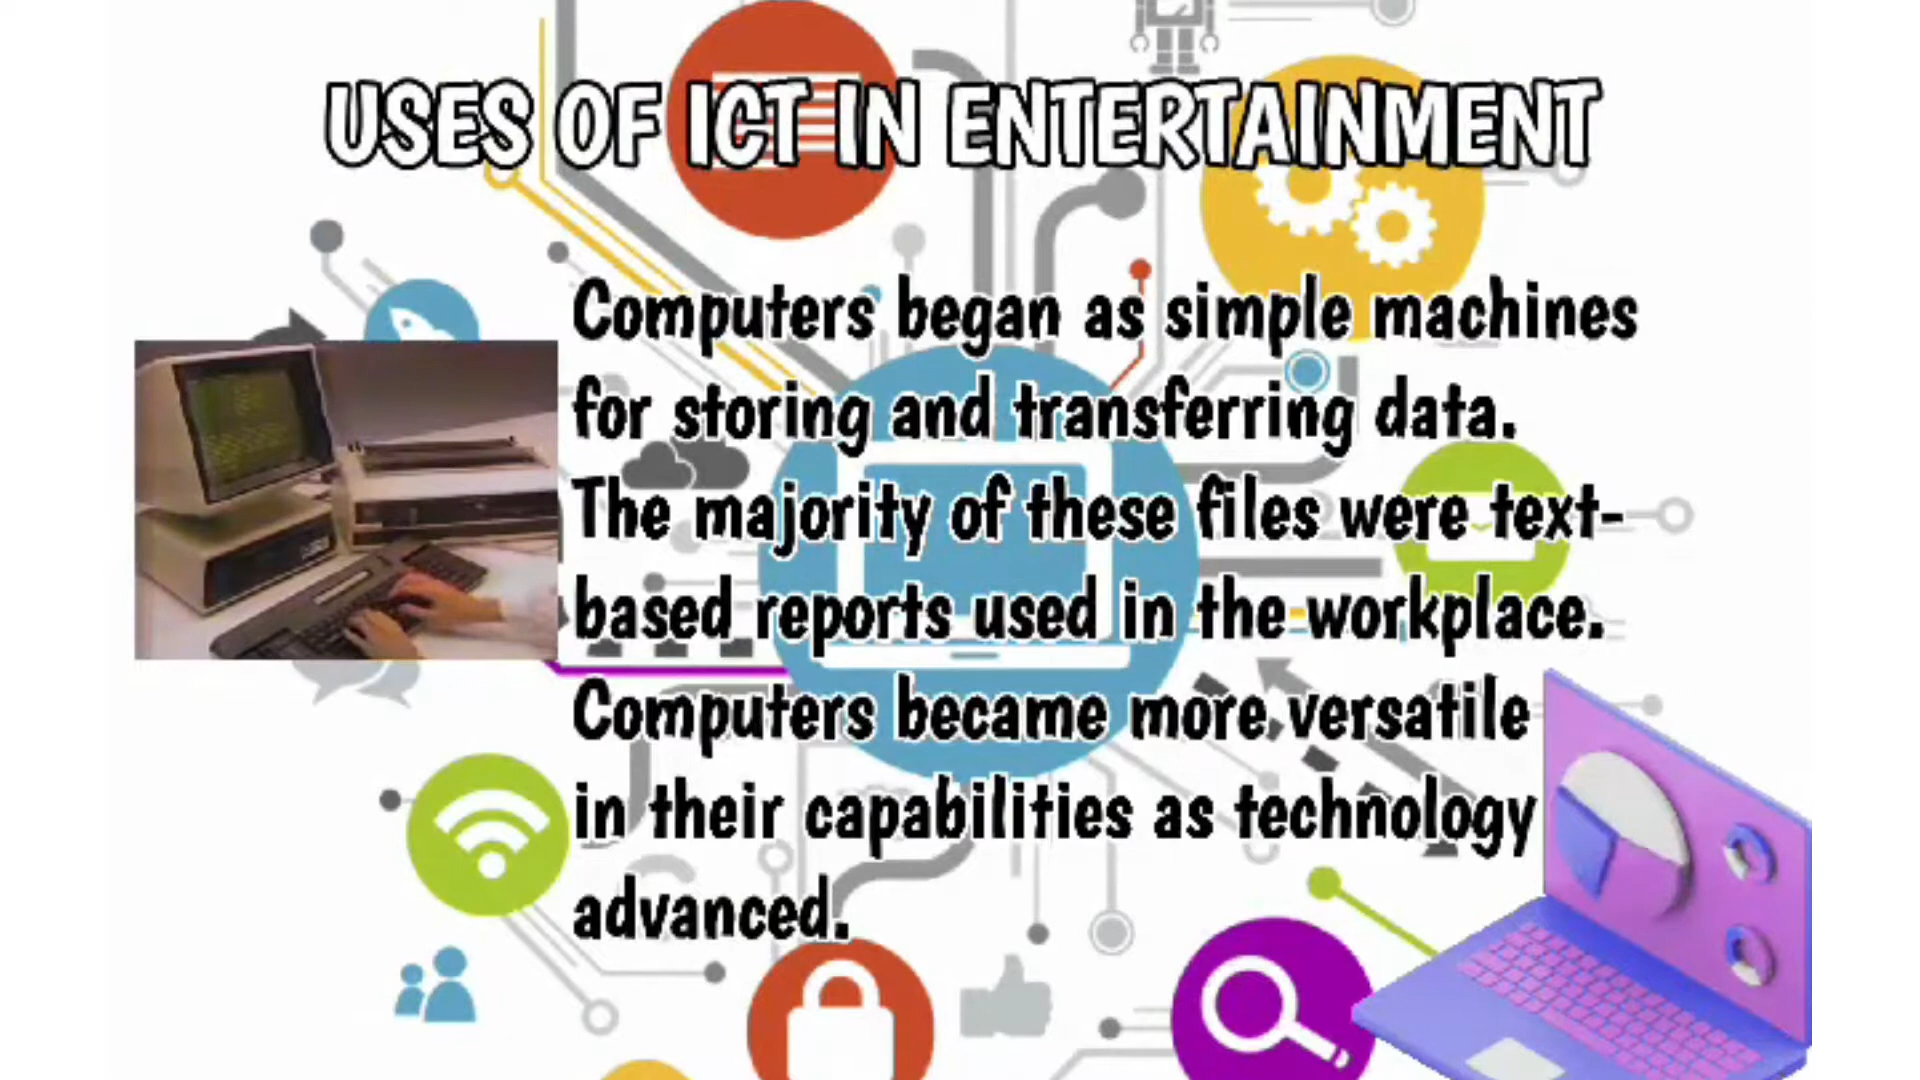 USES OF ICT IN ENTERTAINMENT
Computers began as simple machines
for storing and transferring data.
The majority of these files were text-
based reports used in the workplace.
Computers became more versatile
in their capabilities as technology
advanced.